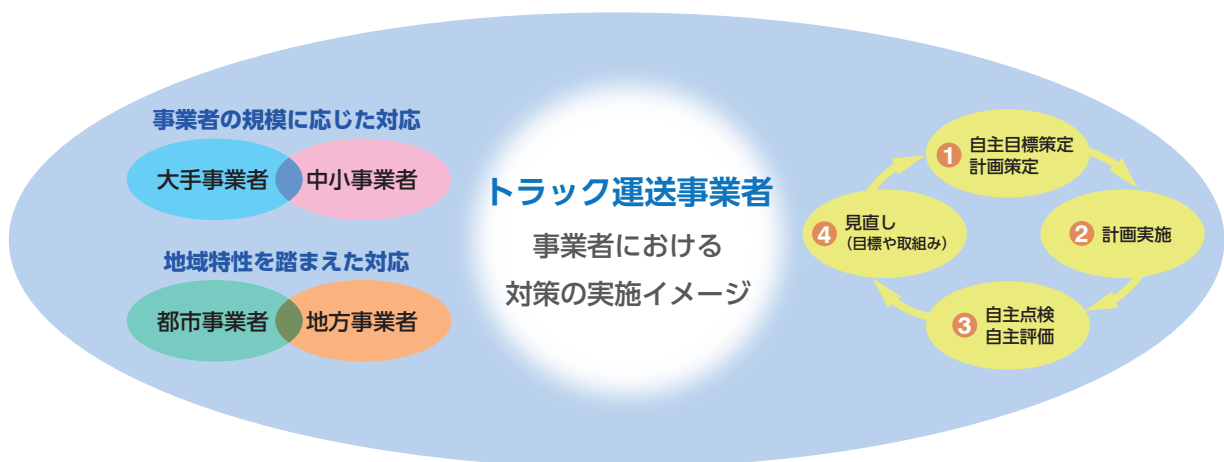 事業者の規模に応じた対応
大手事業者
中小事業者
地域特性を踏まえた対応
都市事業者
地方事業者
トラック運送事業者
事業者における
対策の実施イメージ
1 自主目標策定
計画策定
2 計画実施
3 自主点検
自主評価
4 見直し
(目標や取組み)